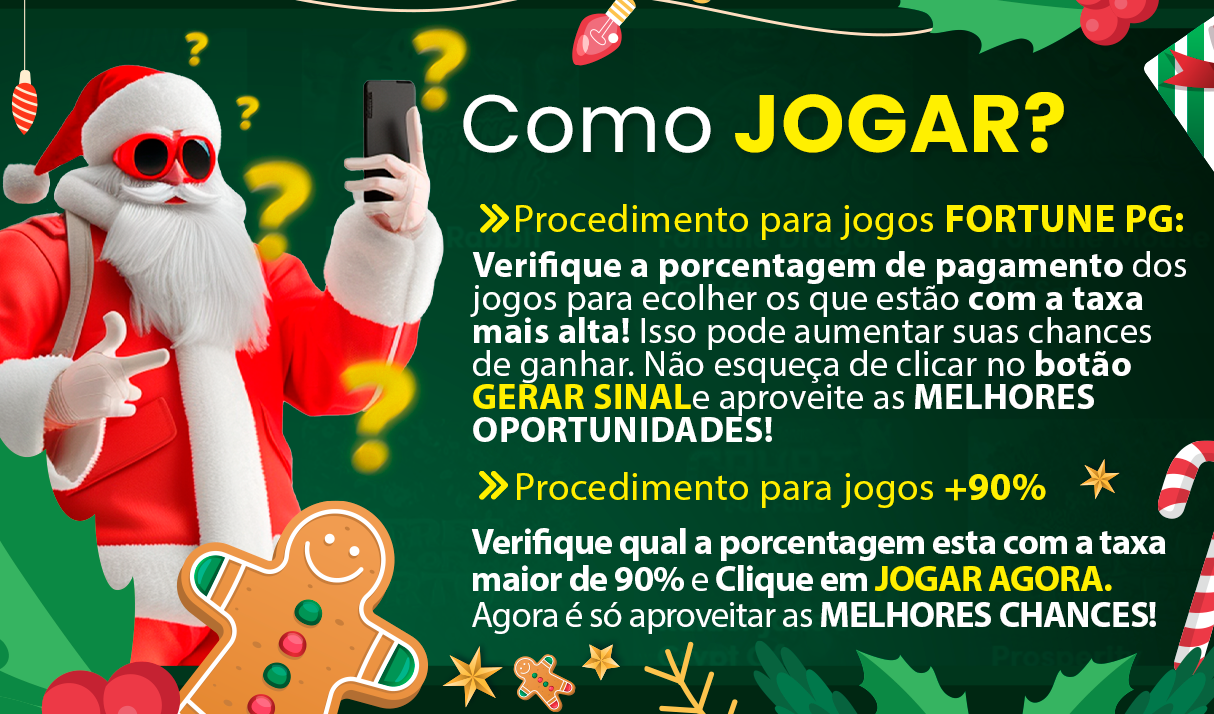 Como JOGAR?
Procedimento para jogos FORTUNE PG:
Verifique a porcentagem de pagamento dos
jogos para ecolher os que estão com a taxa
mais alta! Isso pode aumentar suas chances
de ganhar. Não esqueça de clicar no botão
GERAR SINAL e aproveite as MELHORES
OPORTUNIDADES!
Procedimento para jogos +90%
Verifique qual a porcentagem esta com a taxa
maior de 90% e Clique em JOGAR AGORA.
Agora é só aproveitar as MELHORES CHANCES!